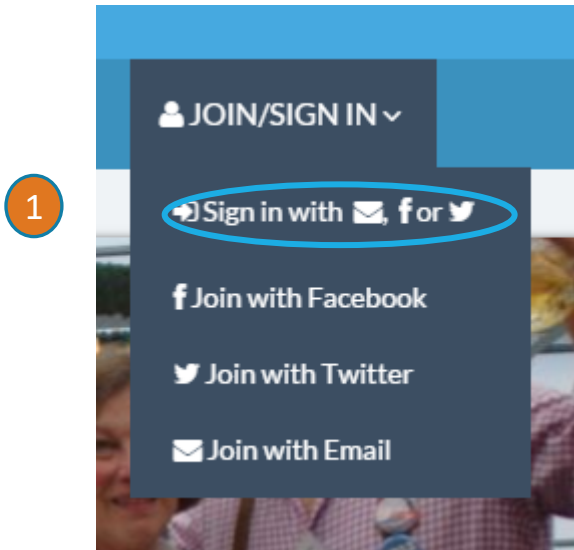 JOIN/SIGN IN
1
Sign in with , f or
f Join with Facebook
Join with Twitter
Join with Email